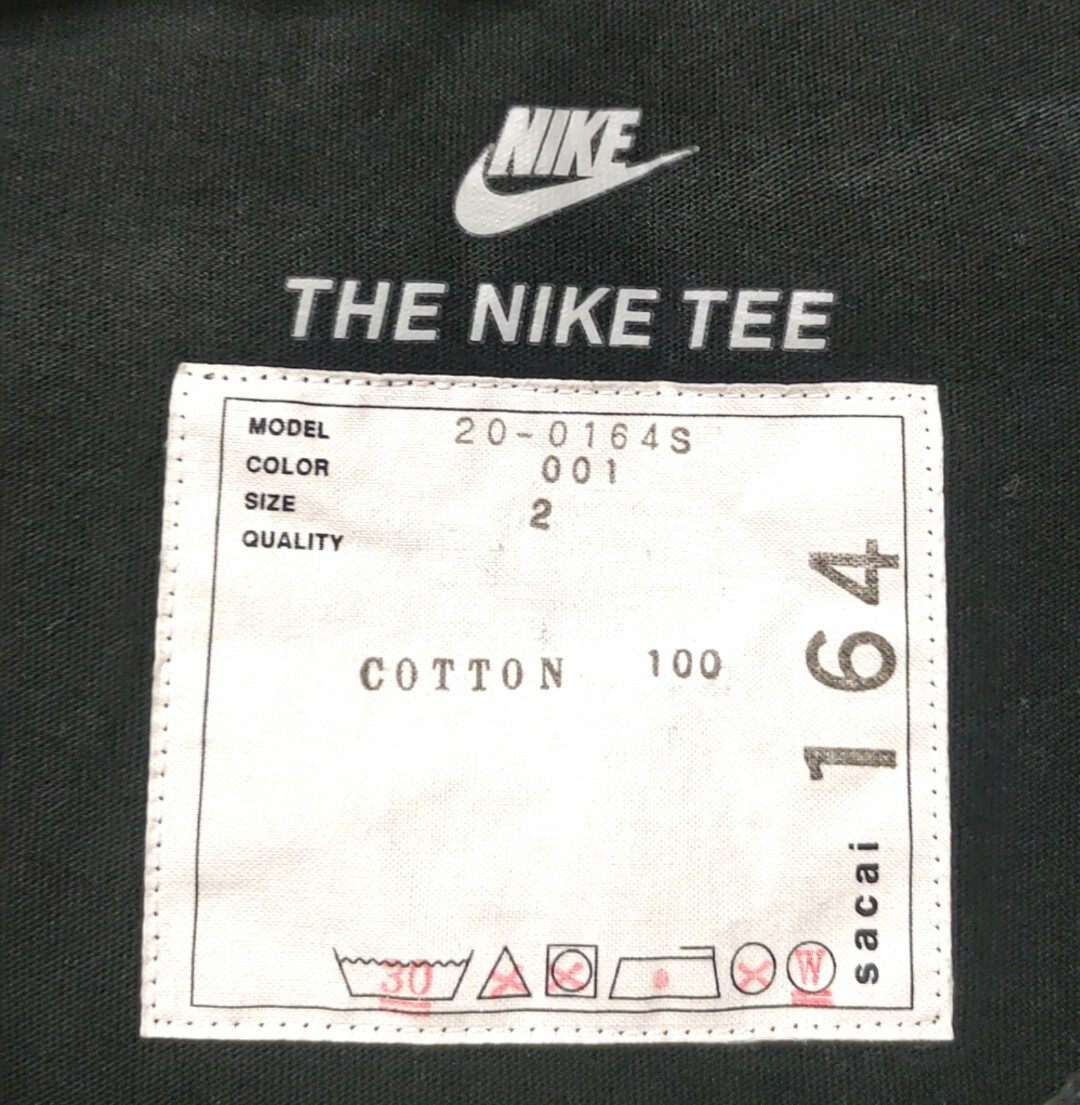 NIKE
THE NIKE TEE
MODEL 20-0164S
COLOR 001
SIZE 2
QUALITY
COTTON 100
164
sacai
30
W